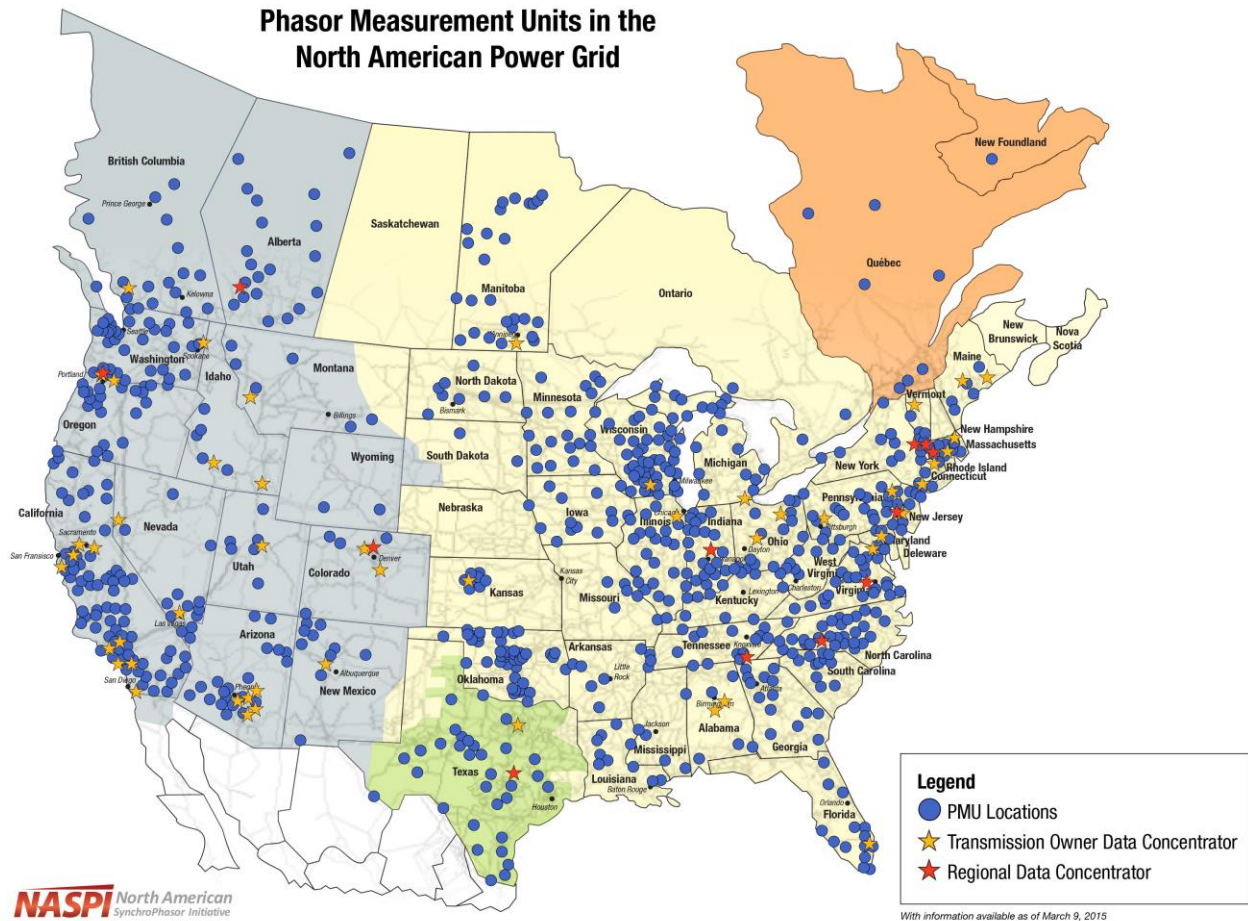 Phasor Measurement Units in the
North American Power Grid
British Columbia
Prince George
Alberta
Saskatchewan
Manitoba
Ontario
Québec
New Foundland
New Brunswick
Nova Scotia
Kelowna
Seattle
Spokane
Washington
Winnipeg
Portland
Oregon
Idaho
Montana
Billings
North Dakota
Bismark
Minnesota
Maine
Vermont
New Hampshire
Massachusetts
Rhode Island
Connecticut
New York
Wisconsin
Milwaukee
Michigan
South Dakota
Wyoming
California
Sacramento
San Fransisco
Nevada
Utah
Colorado
Denver
Nebraska
Iowa
Illinois
Chicago
Indiana
Ohio
Dayton
Pennsylvania
Pittsburgh
New Jersey
Maryland
Deleware
West
Virginia
Charleston
Virginia
Kansas
Kansas
City
Missouri
Kentucky
Lexington
Las Vegas
Arizona
Albuquerque
New Mexico
San Diego
Oklahoma
Arkansas
Little
Rock
Tennessee
Knoxville
North Carolina
South Carolina
Atlanta
Alabama
Georgia
Jackson
Mississippi
Louisiana
Baton Rouge
Texas
Houston
Orlando
Florida
Legend
PMU Locations
Transmission Owner Data Concentrator
Regional Data Concentrator
With information available as of March 9, 2015
NASPI North American
SynchroPhasor Initiative